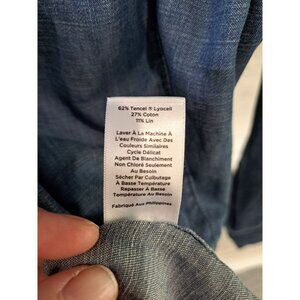 62% Tencel ® Lyocell
27% Coton
11% Lin
Laver À La Machine À
L'eau Froide Avec Des
Couleurs Similaires
Cycle Délicat
Agent De Blanchiment
Non Chloré Seulement
Au Besoin
Sécher Par Culbutage
À Basse Température
Repasser À Basse
Température Au Besoin
Fabriqué Aux Philippines